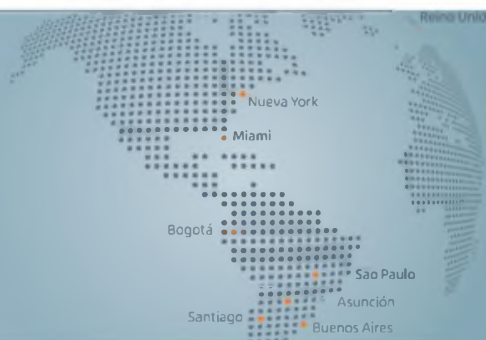 Reino Unido
Nueva York
Miami
Bogotá
Sao Paulo
Asunción
Santiago
Buenos Aires